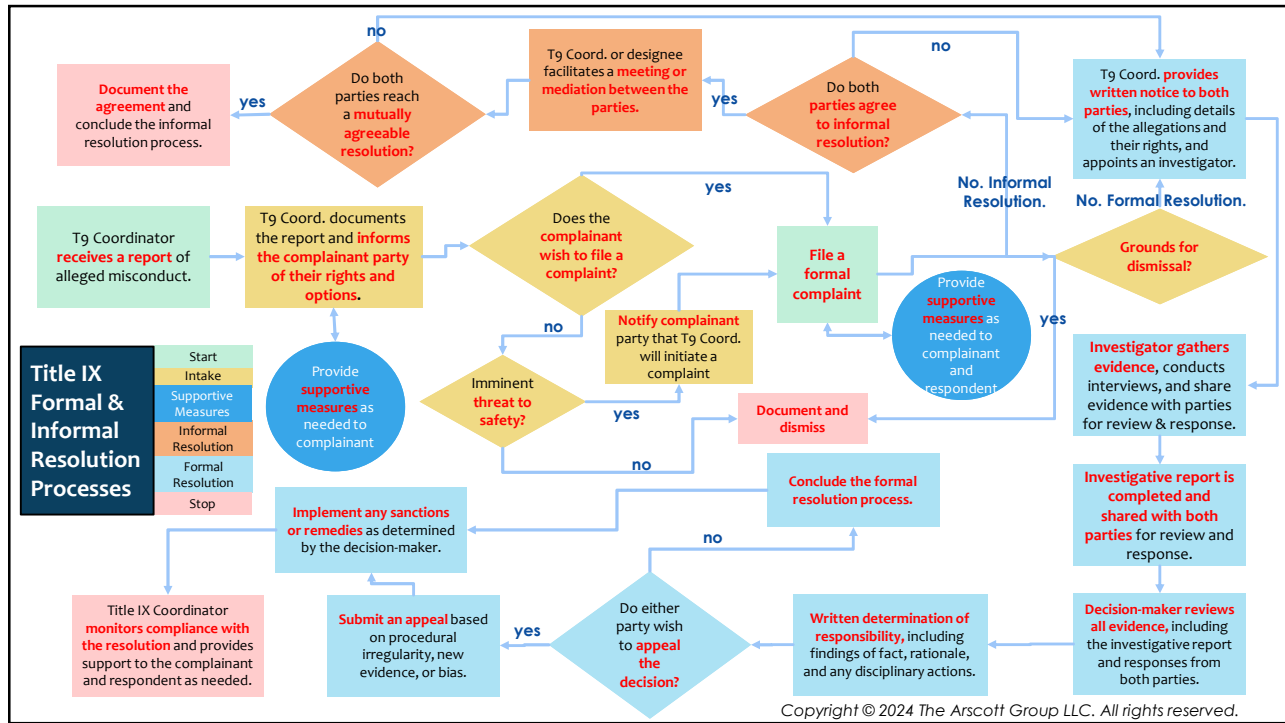 no
Document the
agreement and
conclude the informal
resolution process.
yes
Do both
parties reach
a mutually
agreeable
resolution?
T9 Coord. or designee
facilitates a meeting or
mediation between the
parties.
yes
Do both
parties agree
to informal
resolution?
no
T9 Coord. provides
written notice to both
parties, including details
of the allegations and
their rights, and
appoints an investigator.
No. Informal
Resolution.
No. Formal Resolution.
T9 Coordinator
receives a report of
alleged misconduct.
T9 Coord. documents
the report and informs
the complainant party
of their rights and
options.
Does the
complainant
wish to file a
complaint?
yes
no
File a
formal
complaint
Grounds for
dismissal?
yes
Provide
supportive
measures as
needed to
complainant
and
respondent
Notify complainant
party that T9 Coord.
will initiate a
complaint
Imminent
threat to
safety?
yes
no
Document and
dismiss
Provide
supportive
measures as
needed to
complainant
Title IX
Formal &
Informal
Resolution
Processes
Start
Intake
Supportive
Measures
Informal
Resolution
Formal
Resolution
Stop
Investigator gathers
evidence, conducts
interviews, and share
evidence with parties
for review & response.
Investigative report is
completed and
shared with both
parties for review and
response.
Decision-maker reviews
all evidence, including
the investigative report
and responses from
both parties.
Written determination of
responsibility, including
findings of fact, rationale,
and any disciplinary actions.
Do either
party wish
to appeal
the
decision?
no
yes
Conclude the formal
resolution process.
Submit an appeal based
on procedural
irregularity, new
evidence, or bias.
Implement any sanctions
or remedies as determined
by the decision-maker.
Title IX Coordinator
monitors compliance with
the resolution and provides
support to the complainant
and respondent as needed.
Copyright © 2024 The Arscott Group LLC. All rights reserved.